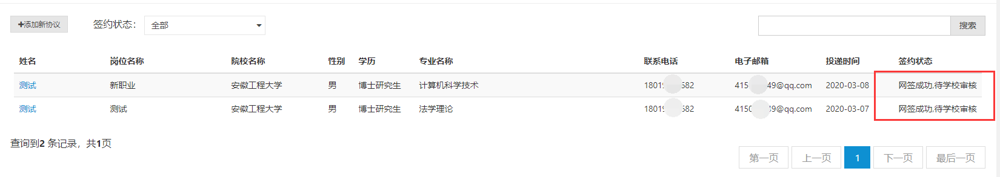 +添加新协议 签约状态： 全部 搜索
姓名 岗位名称 院校名称 性别 学历 专业名称 联系电话 电子邮箱 投递时间 签约状态
测试 新职业 安徽工程大学 男 博士研究生 计算机科学技术 1801 682 415 49@qq.com 2020-03-08 网签成功,待学校审核
测试 测试 安徽工程大学 男 博士研究生 法学理论 1801 682 415 9@qq.com 2020-03-07 网签成功,待学校审核
查询到2 条记录，共1页
第一页 上一页 1 下一页 最后一页